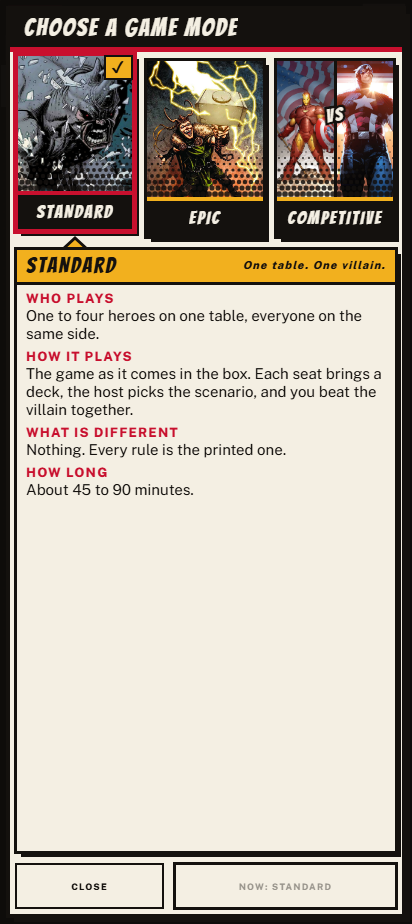 CHOOSE A GAME MODE
✓
VS
STANDARD
EPIC
COMPETITIVE
STANDARD
One table. One villain.
WHO PLAYS
One to four heroes on one table, everyone on the
same side.
HOW IT PLAYS
The game as it comes in the box. Each seat brings a
deck, the host picks the scenario, and you beat the
villain together.
WHAT IS DIFFERENT
Nothing. Every rule is the printed one.
HOW LONG
About 45 to 90 minutes.
CLOSE
NOW: STANDARD